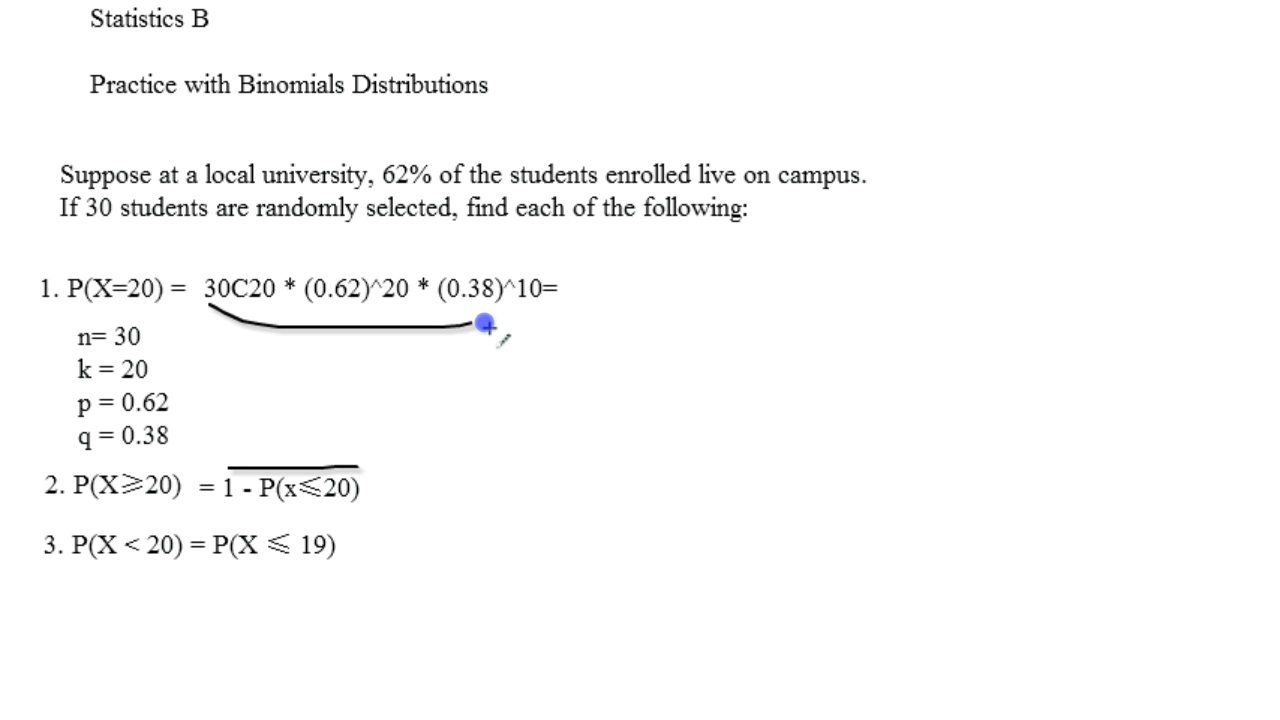 Statistics B
Practice with Binomials Distributions
Suppose at a local university, 62% of the students enrolled live on campus.
If 30 students are randomly selected, find each of the following:
1. P(X=20) = 30C20 * (0.62)^20 * (0.38)^10=
n= 30
k = 20
p = 0.62
q = 0.38
2. P(X⩾20) = 1 - P(x⩽20)
3. P(X < 20) = P(X ⩽ 19)